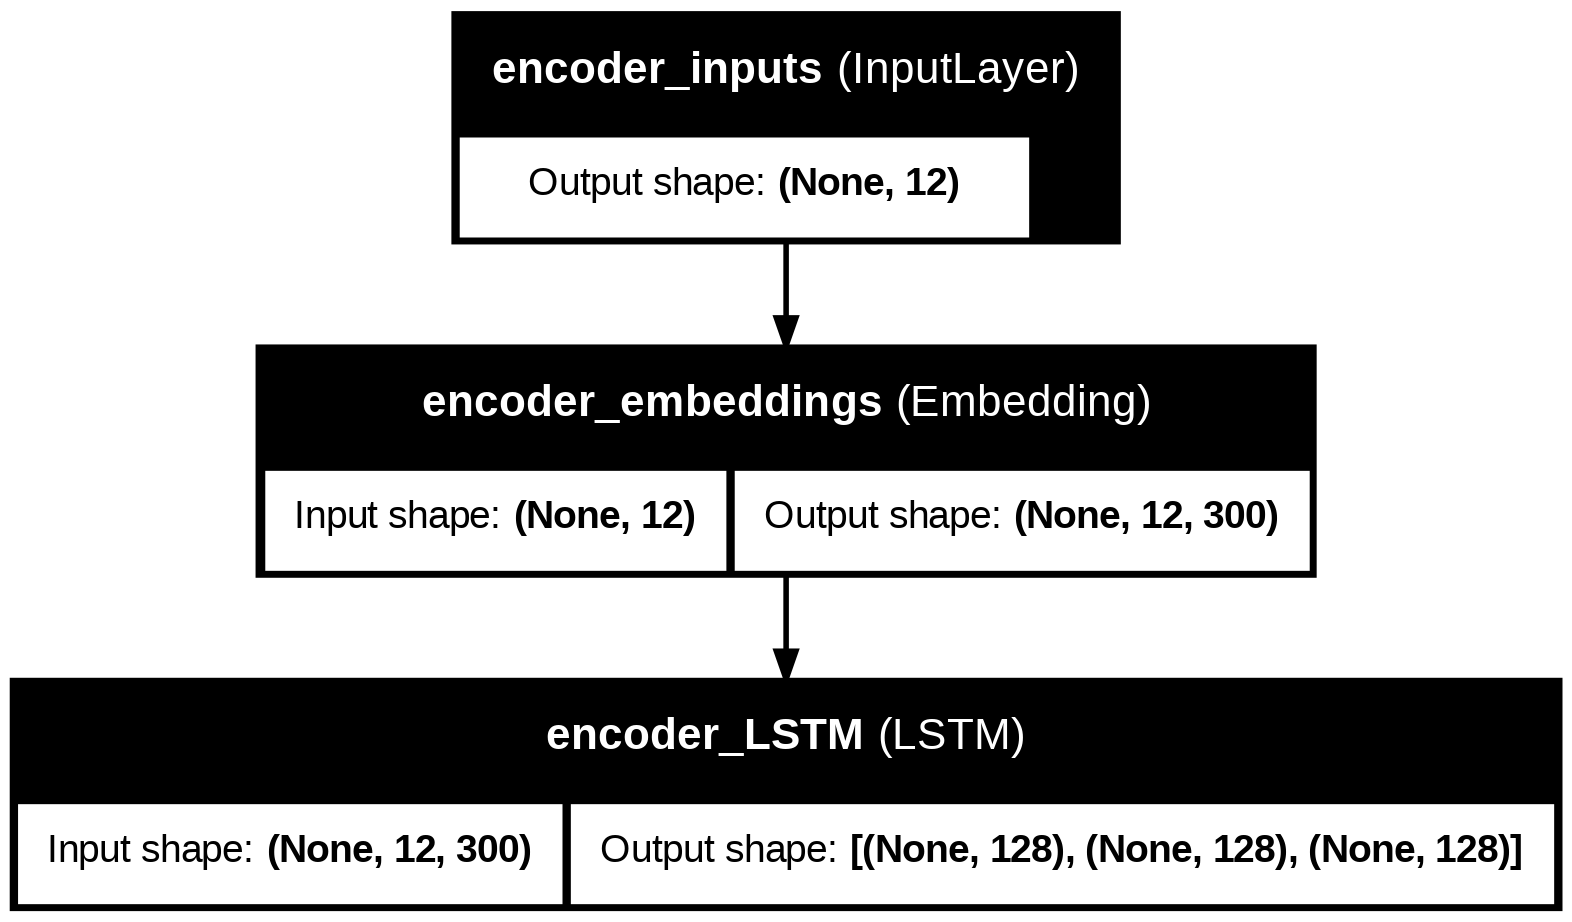 encoder_inputs (InputLayer)
Output shape: (None, 12)
encoder_embeddings (Embedding)
Input shape: (None, 12) Output shape: (None, 12, 300)
encoder_LSTM (LSTM)
Input shape: (None, 12, 300) Output shape: [(None, 128), (None, 128), (None, 128)]